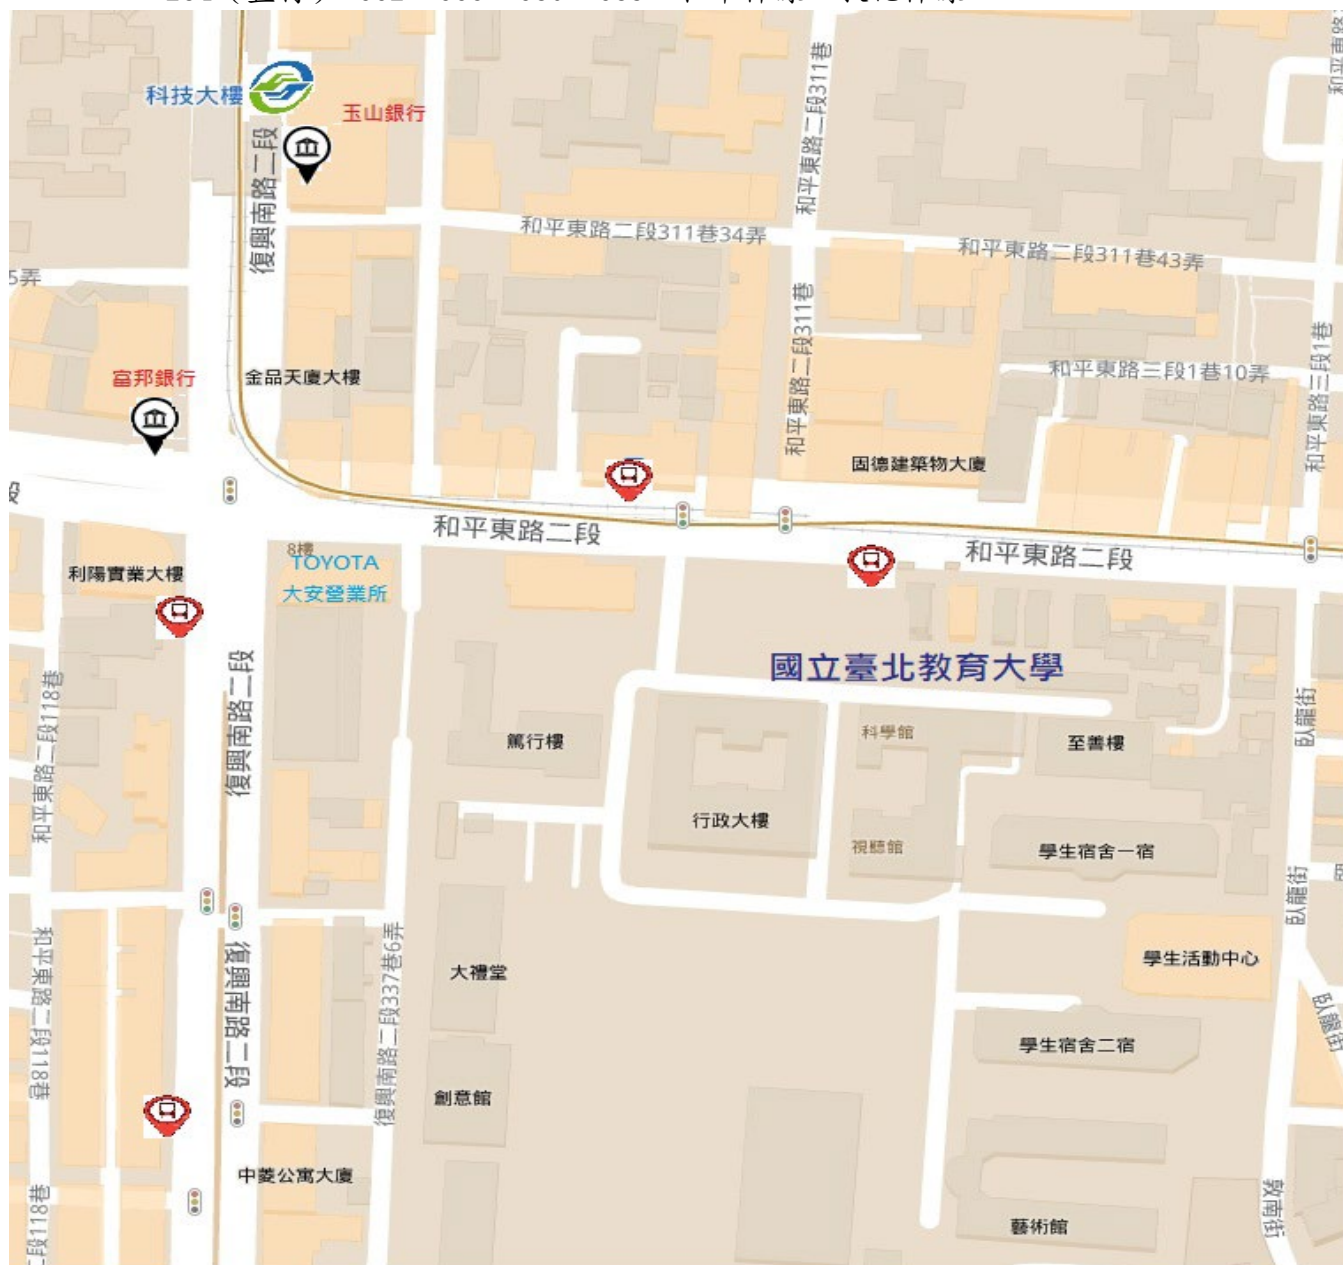 科技大樓
玉山銀行
復興南路二段
和平東路二段311巷
和平東路二段311巷34弄
和平東路二段311巷43弄
5弄
和平東路二段311巷
和平東路三段1巷
富邦銀行
金品天廈大樓
和平東路三段1巷10弄
固德建築物大廈
段
和平東路二段
和平東路二段
8樓
TOYOTA
大安營業所
利陽實業大樓
國立臺北教育大學
和平東路二段118巷
復興南路二段
臥龍街
篤行樓
科學館
至善樓
行政大樓
視聽館
學生宿舍一宿
臥龍街
和平東路二段118巷
復興南路二段
復興南路二段337巷6弄
大禮堂
學生活動中心
臥龍街
學生宿舍二宿
創意館
中菱公寓大廈
二段118巷
敦南街
藝術館